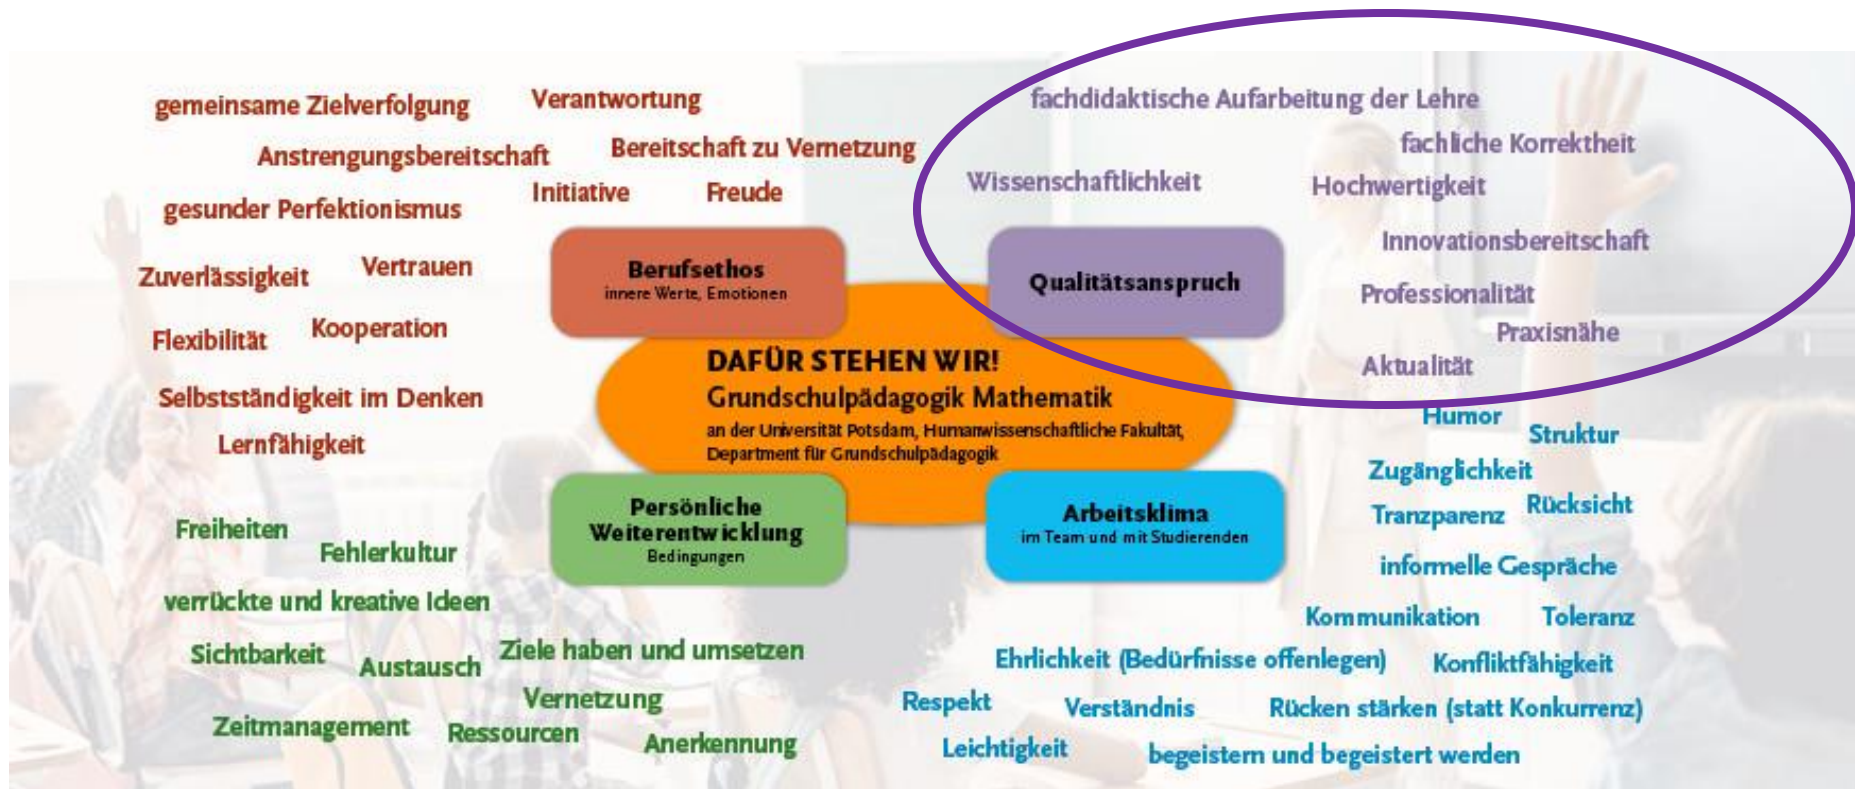 gemeinsame Zielverfolgung
Verantwortung
Anstrengungsbereitschaft
Bereitschaft zu Vernetzung
Initiative
Freude
gesunder Perfektionismus
Zuverlässigkeit
Vertrauen
Flexibilität
Kooperation
Selbstständigkeit im Denken
Lernfähigkeit
Berufsethos
innere Werte, Emotionen
fachdidaktische Aufarbeitung der Lehre
fachliche Korrektheit
Wissenschaftlichkeit
Hochwertigkeit
Innovationsbereitschaft
Qualitätsanspruch
Professionalität
Praxisnähe
Aktualität
DAFÜR STEHEN WIR!
Grundschulpädagogik Mathematik
an der Universität Potsdam, Humanwissenschaftliche Fakultät,
Department für Grundschulpädagogik
Persönliche
Weiterentwicklung
Bedingungen
Freiheiten
Fehlerkultur
verrückte und kreative Ideen
Sichtbarkeit
Austausch
Ziele haben und umsetzen
Vernetzung
Zeitmanagement
Ressourcen
Anerkennung
Arbeitsklima
im Team und mit Studierenden
Humor
Struktur
Zugänglichkeit
Tranzparenz
Rücksicht
informelle Gespräche
Kommunikation
Toleranz
Ehrlichkeit (Bedürfnisse offenlegen)
Konfliktfähigkeit
Respekt
Verständnis
Rücken stärken (statt Konkurrenz)
Leichtigkeit
begeistern und begeistert werden